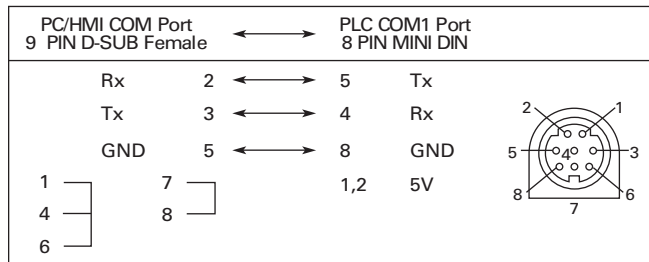 PC/HMI COM Port PLC COM1 Port
9 PIN D-SUB Female 8 PIN MINI DIN
Rx 2 5 Tx
Tx 3 4 Rx
GND 5 8 GND
1 7 1,2 5V
4 8
6
2 1
5 4 3
8 6
7